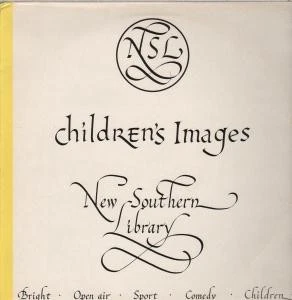 NSL
children's Images
New Southern
Library
Bright · Open air · Sport · Comedy · Children